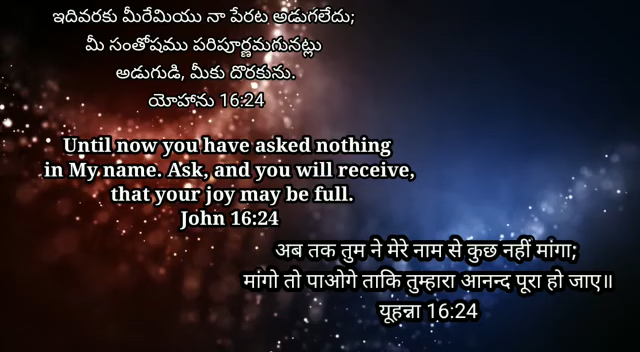 ఇదివరకు మీరేమియు నా పేరట అడుగలేదు;
మీ సంతోషము పరిపూర్ణమగునట్లు
అడుగుడి, మీకు దొరకును.
యోహాను 16:24
Until now you have asked nothing
in My name. Ask, and you will receive,
that your joy may be full.
John 16:24
अब तक तुम ने मेरे नाम से कुछ नहीं मांगा;
मांगो तो पाओगे ताकि तुम्हारा आनन्द पूरा हो जाए॥
यूहन्ना 16:24